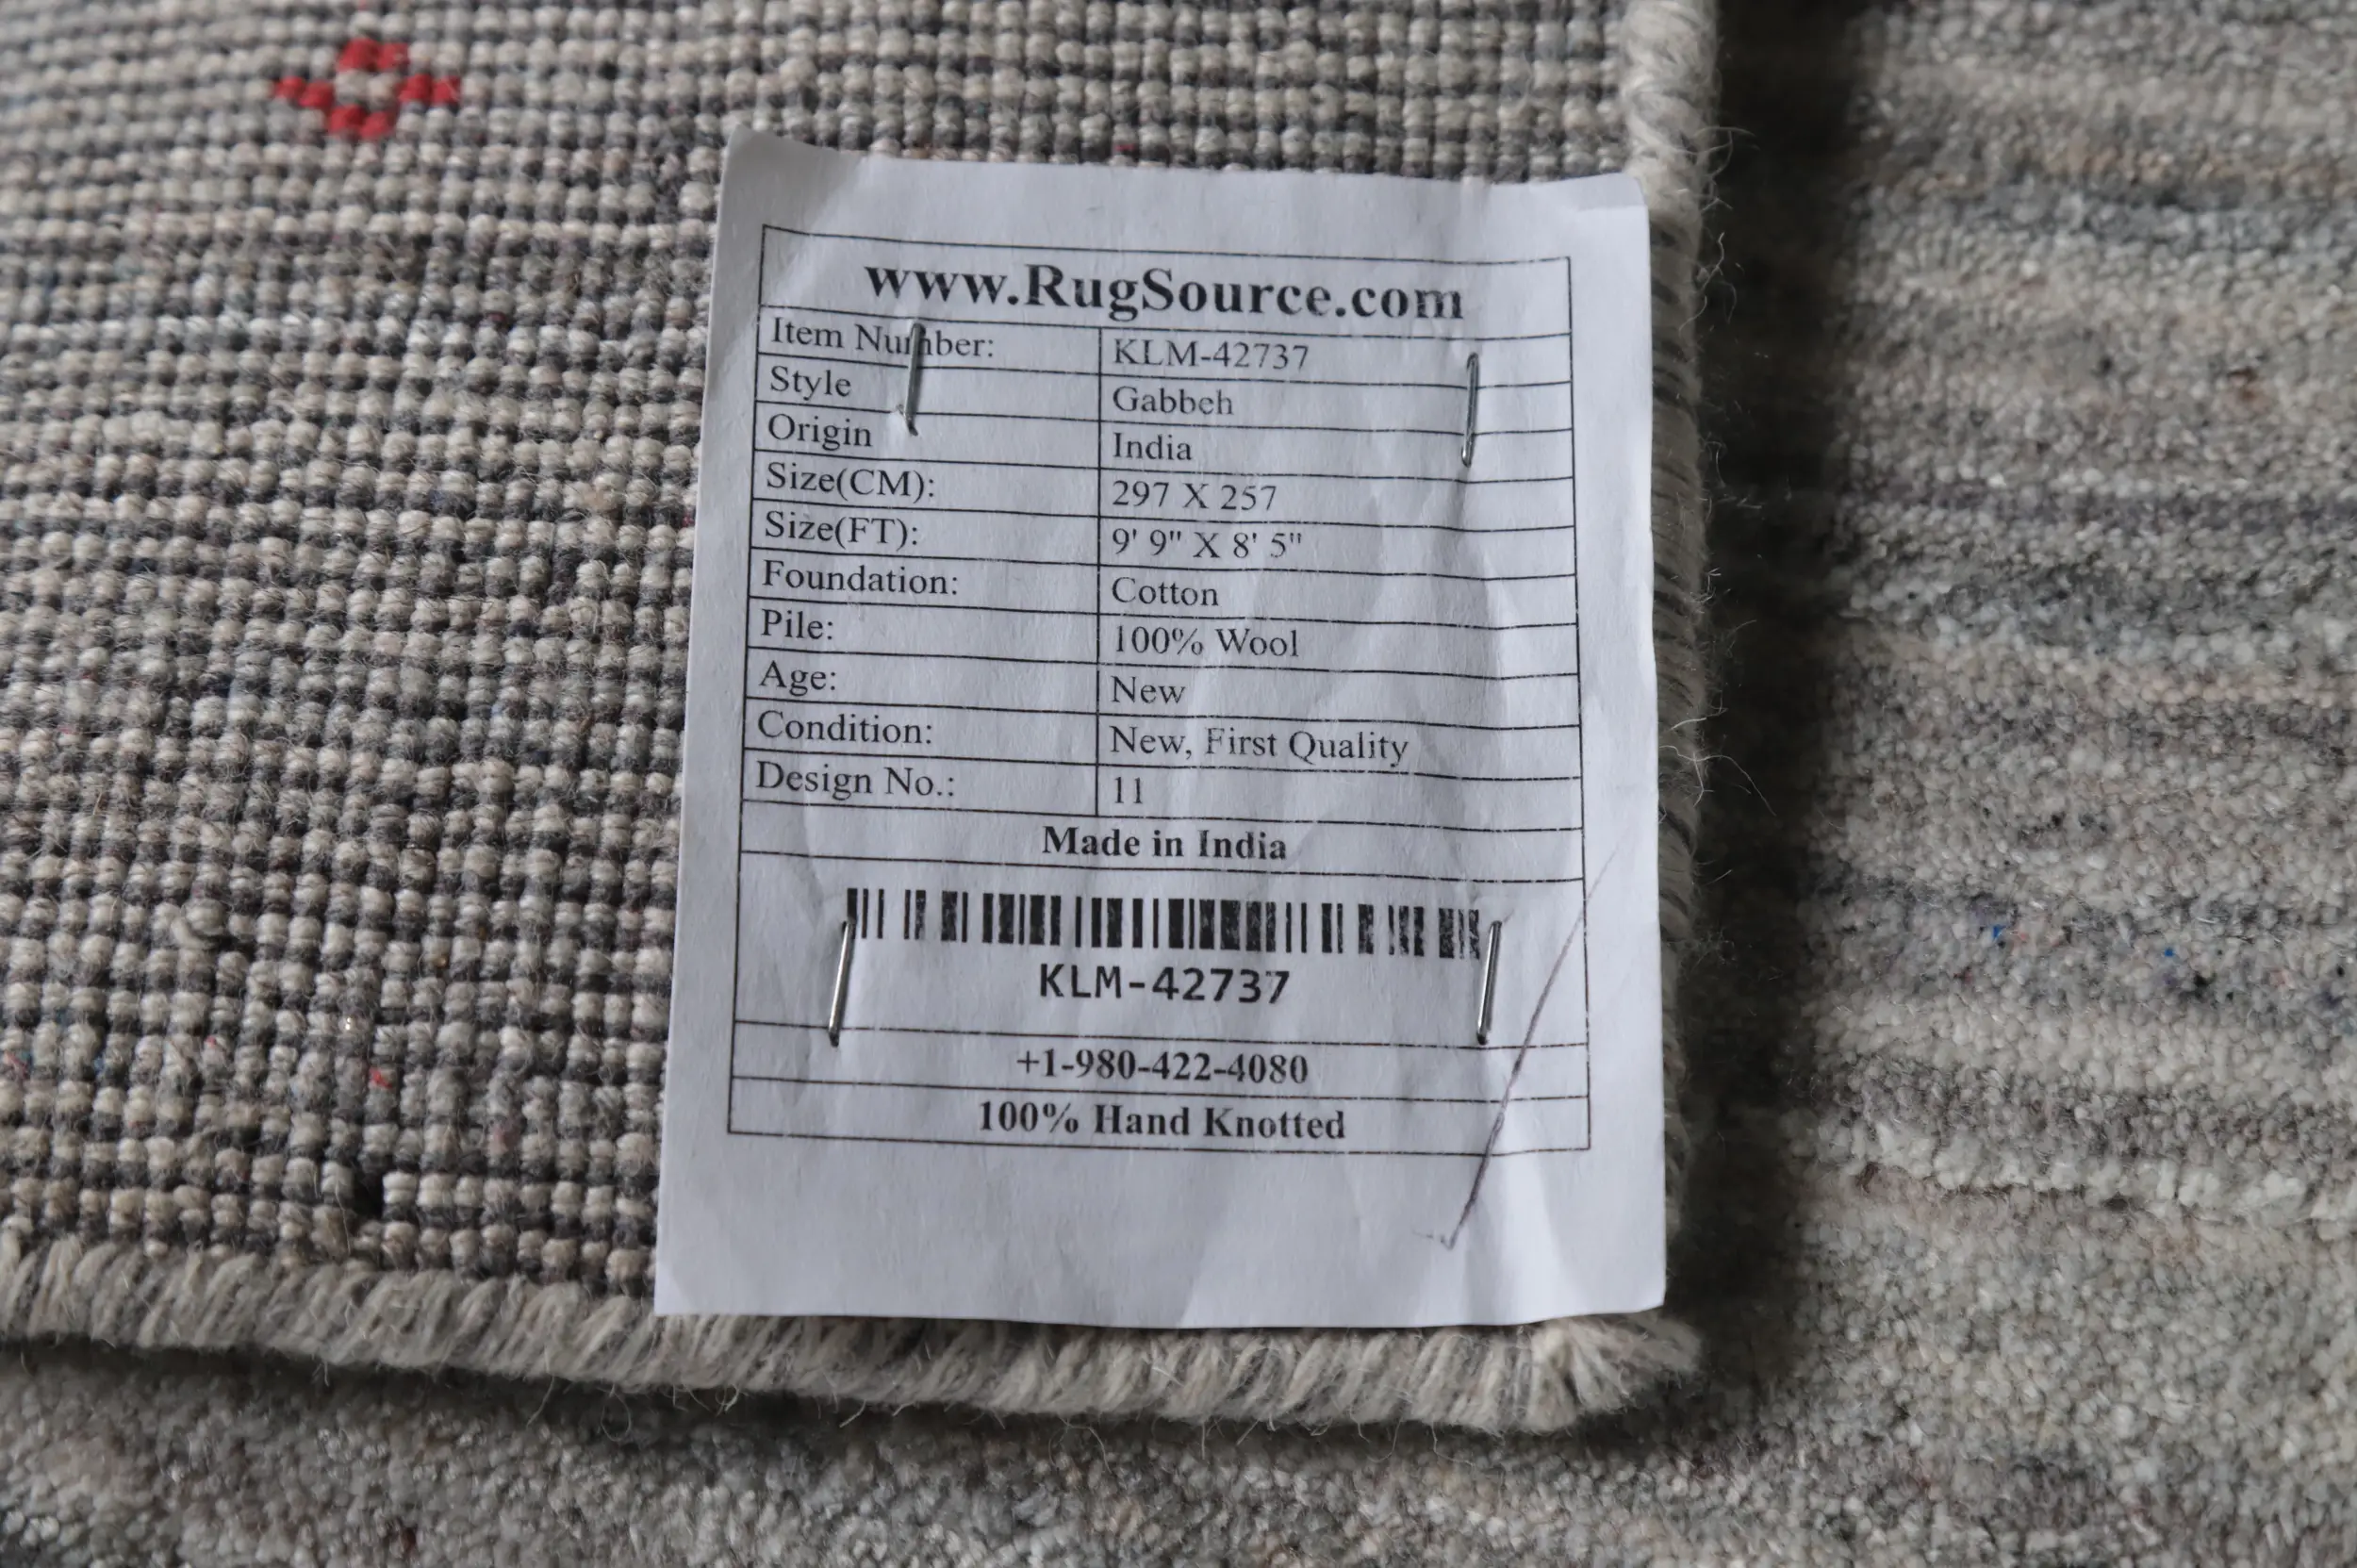 www.RugSource.com
Item Number: KLM-42737
Style Gabbeh
Origin India
Size(CM): 297 X 257
Size(FT): 9' 9" X 8' 5"
Foundation: Cotton
Pile: 100% Wool
Age: New
Condition: New, First Quality
Design No.: 11
Made in India
KLM-42737
+1-980-422-4080
100% Hand Knotted